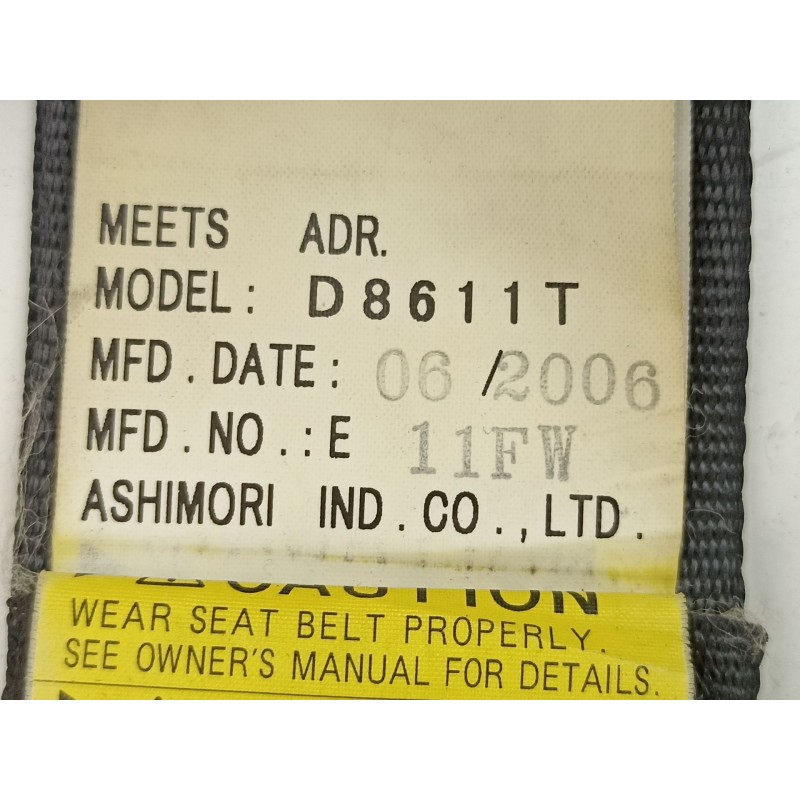 MEETS ADR.
MODEL: D8611T
MFD. DATE: 06/2006
MFD. NO.:E 11FW
ASHIMORI IND. CO., LTD.
CAUTION
WEAR SEAT BELT PROPERLY.
SEE OWNER'S MANUAL FOR DETAILS.